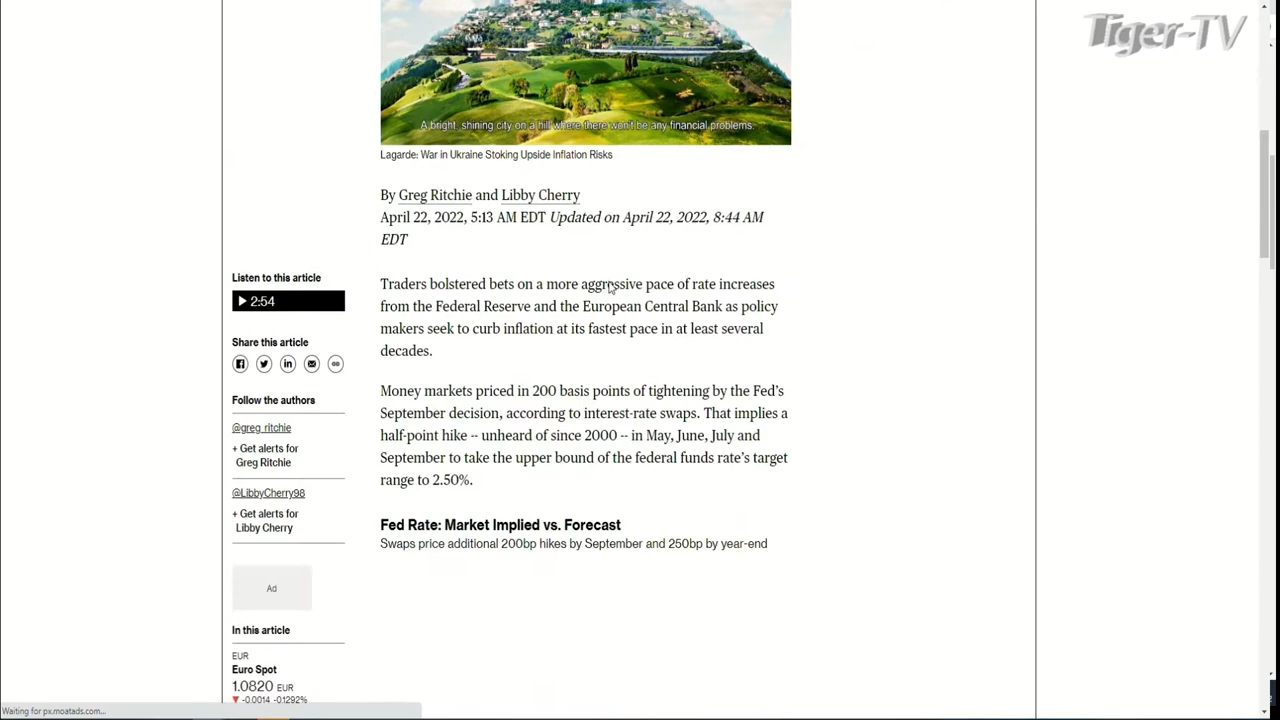 Tiger-TV
A bright, shining city on a hill where there won't be any financial problems.
Lagarde: War in Ukraine Stoking Upside Inflation Risks
By Greg Ritchie and Libby Cherry
April 22, 2022, 5:13 AM EDT Updated on April 22, 2022, 8:44 AM
EDT
Listen to this article
2:54
Share this article
Follow the authors
@greg_ritchie
+ Get alerts for
Greg Ritchie
@LibbyCherry98
+ Get alerts for
Libby Cherry
Ad
In this article
EUR
Euro Spot
1.0820 EUR
▼ -0.0014 -0.1292%
Traders bolstered bets on a more aggressive pace of rate increases
from the Federal Reserve and the European Central Bank as policy
makers seek to curb inflation at its fastest pace in at least several
decades.
Money markets priced in 200 basis points of tightening by the Fed's
September decision, according to interest-rate swaps. That implies a
half-point hike -- unheard of since 2000 -- in May, June, July and
September to take the upper bound of the federal funds rate's target
range to 2.50%.
Fed Rate: Market Implied vs. Forecast
Swaps price additional 200bp hikes by September and 250bp by year-end
Waiting for px.moatads.com...